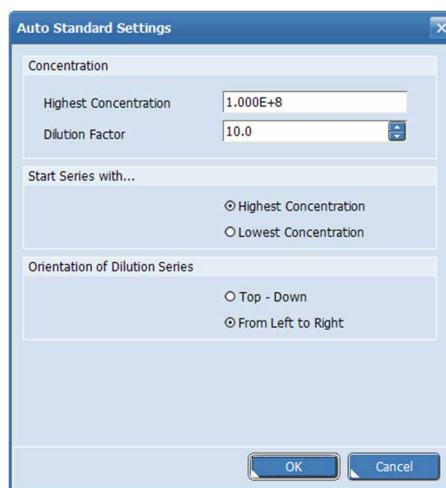 Auto Standard Settings
Concentration
Highest Concentration 1.000E+8
Dilution Factor 10.0
Start Series with...
Highest Concentration
Lowest Concentration
Orientation of Dilution Series
Top - Down
From Left to Right
OK Cancel